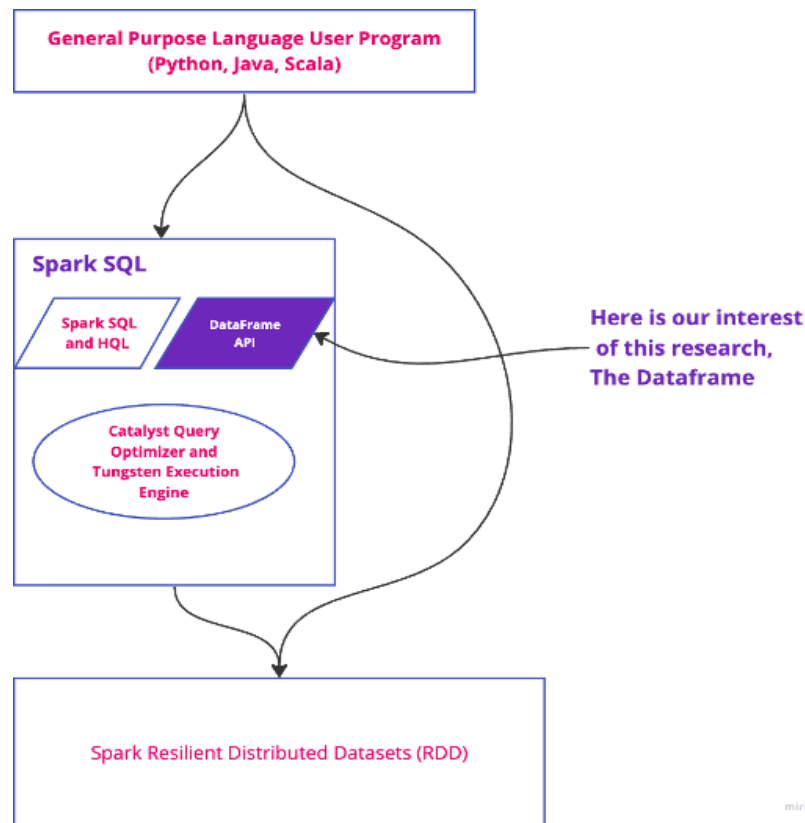 General Purpose Language User Program
(Python, Java, Scala)
Spark SQL
Spark SQL
and HQL
DataFrame
API
Here is our interest
of this research,
The Dataframe
Catalyst Query
Optimizer and
Tungsten Execution
Engine
Spark Resilient Distributed Datasets (RDD)